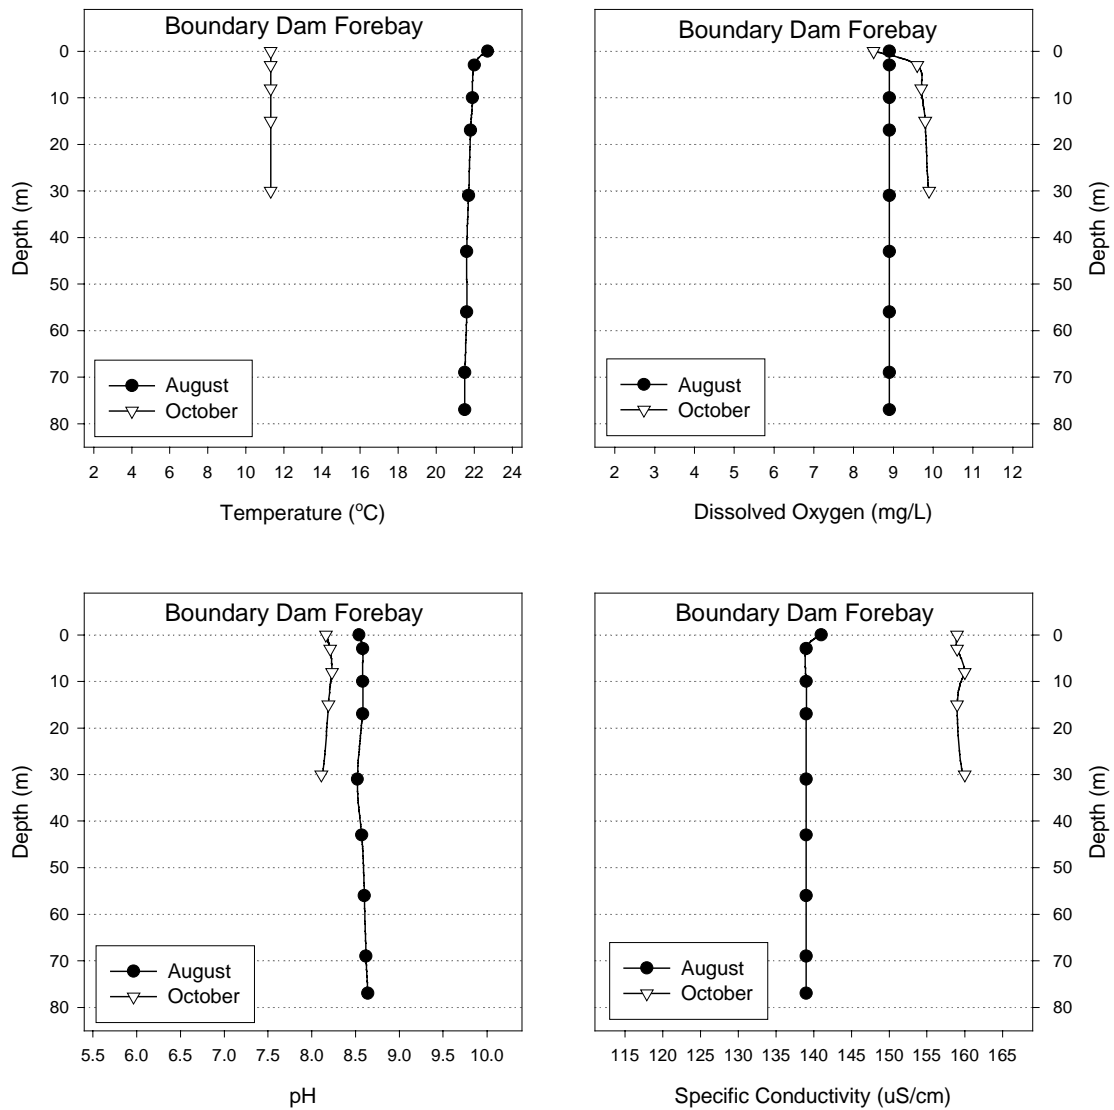 Boundary Dam Forebay
0
10
20
30
40
50
60
70
80
Depth (m)
August
October
2 4 6 8 10 12 14 16 18 20 22 24
Temperature (°C)
Boundary Dam Forebay
0
10
20
30
40
50
60
70
80
Depth (m)
August
October
2 3 4 5 6 7 8 9 10 11 12
Dissolved Oxygen (mg/L)
Boundary Dam Forebay
0
10
20
30
40
50
60
70
80
Depth (m)
August
October
5.5 6.0 6.5 7.0 7.5 8.0 8.5 9.0 9.5 10.0
pH
Boundary Dam Forebay
0
10
20
30
40
50
60
70
80
Depth (m)
August
October
115 120 125 130 135 140 145 150 155 160 165
Specific Conductivity (uS/cm)